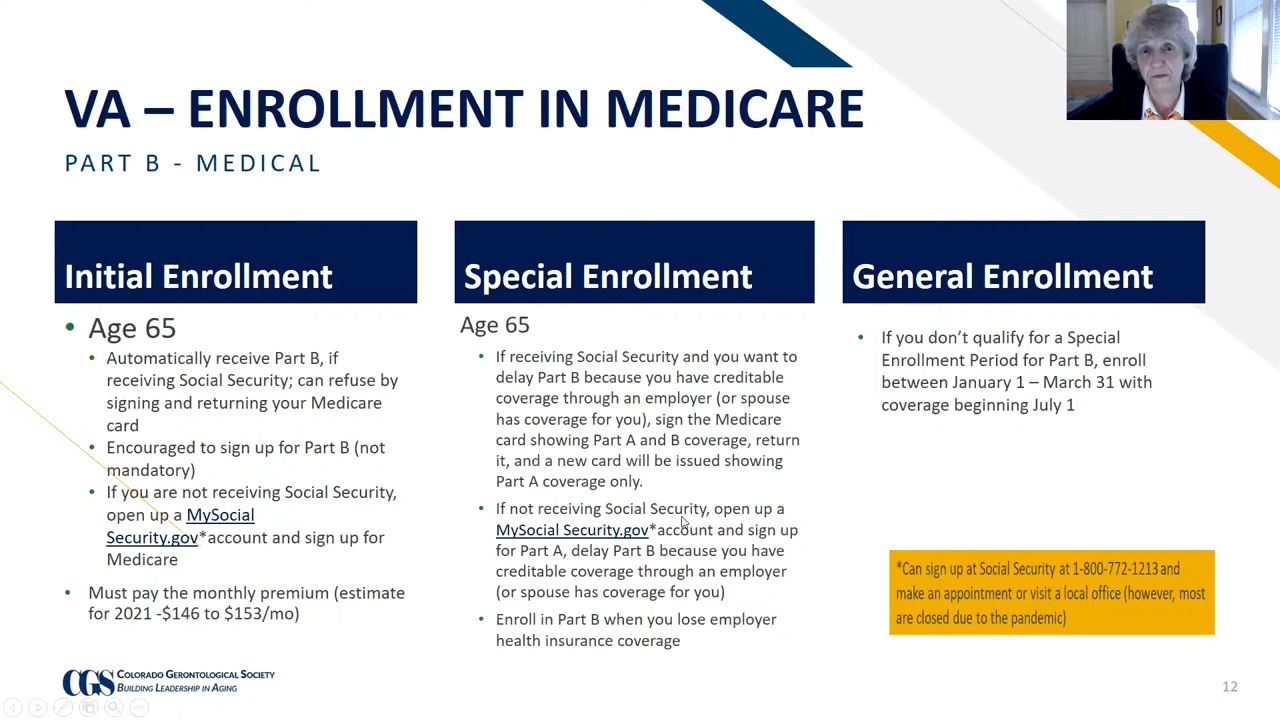 VA – ENROLLMENT IN MEDICARE
PART B - MEDICAL
Initial Enrollment
• Age 65
• Automatically receive Part B, if
receiving Social Security; can refuse by
signing and returning your Medicare
card
• Encouraged to sign up for Part B (not
mandatory)
• If you are not receiving Social Security,
open up a MySocial
Security.gov*account and sign up for
Medicare
• Must pay the monthly premium (estimate
for 2021 -$146 to $153/mo)
Special Enrollment
Age 65
• If receiving Social Security and you want to
delay Part B because you have creditable
coverage through an employer (or spouse
has coverage for you), sign the Medicare
card showing Part A and B coverage, return
it, and a new card will be issued showing
Part A coverage only.
• If not receiving Social Security, open up a
MySocial Security.gov*account and sign up
for Part A, delay Part B because you have
creditable coverage through an employer
(or spouse has coverage for you)
• Enroll in Part B when you lose employer
health insurance coverage
General Enrollment
• If you don’t qualify for a Special
Enrollment Period for Part B, enroll
between January 1 – March 31 with
coverage beginning July 1
*Can sign up at Social Security at 1-800-772-1213 and
make an appointment or visit a local office (however, most
are closed due to the pandemic)
CGS
COLORADO GERONTOLOGICAL SOCIETY
BUILDING LEADERSHIP IN AGING
12